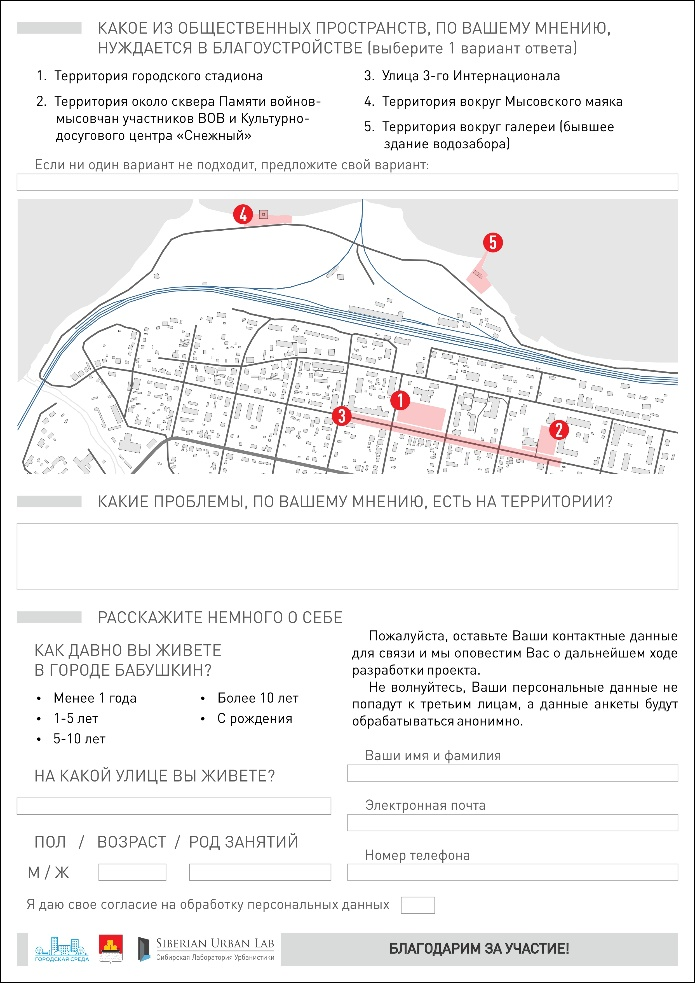 КАКОЕ ИЗ ОБЩЕСТВЕННЫХ ПРОСТРАНСТВ, ПО ВАШЕМУ МНЕНИЮ,
НУЖДАЕТСЯ В БЛАГОУСТРОЙСТВЕ (выберите 1 вариант ответа)
1. Территория городского стадиона
2. Территория около сквера Памяти войнов-
мысовчан участников ВОВ и Культурно-
досугового центра «Снежный»
3. Улица 3-го Интернационала
4. Территория вокруг Мысовского маяка
5. Территория вокруг галереи (бывшее
здание водозабора)
Если ни один вариант не подходит, предложите свой вариант:
4
5
1
3
2
КАКИЕ ПРОБЛЕМЫ, ПО ВАШЕМУ МНЕНИЮ, ЕСТЬ НА ТЕРРИТОРИИ?
РАССКАЖИТЕ НЕМНОГО О СЕБЕ
КАК ДАВНО ВЫ ЖИВЕТЕ
В ГОРОДЕ БАБУШКИН?
• Менее 1 года
• 1-5 лет
• 5-10 лет
• Более 10 лет
• С рождения
НА КАКОЙ УЛИЦЕ ВЫ ЖИВЕТЕ?
ПОЛ / ВОЗРАСТ / РОД ЗАНЯТИЙ
М / Ж
Пожалуйста, оставьте Ваши контактные данные
для связи и мы оповестим Вас о дальнейшем ходе
разработки проекта.
Не волнуйтесь, Ваши персональные данные не
попадут к третьим лицам, а данные анкеты будут
обрабатываться анонимно.
Ваши имя и фамилия
Электронная почта
Номер телефона
Я даю свое согласие на обработку персональных данных
ГОРОДСКАЯ СРЕДА
SIBERIAN URBAN LAB
Сибирская Лаборатория Урбанистики
БЛАГОДАРИМ ЗА УЧАСТИЕ!